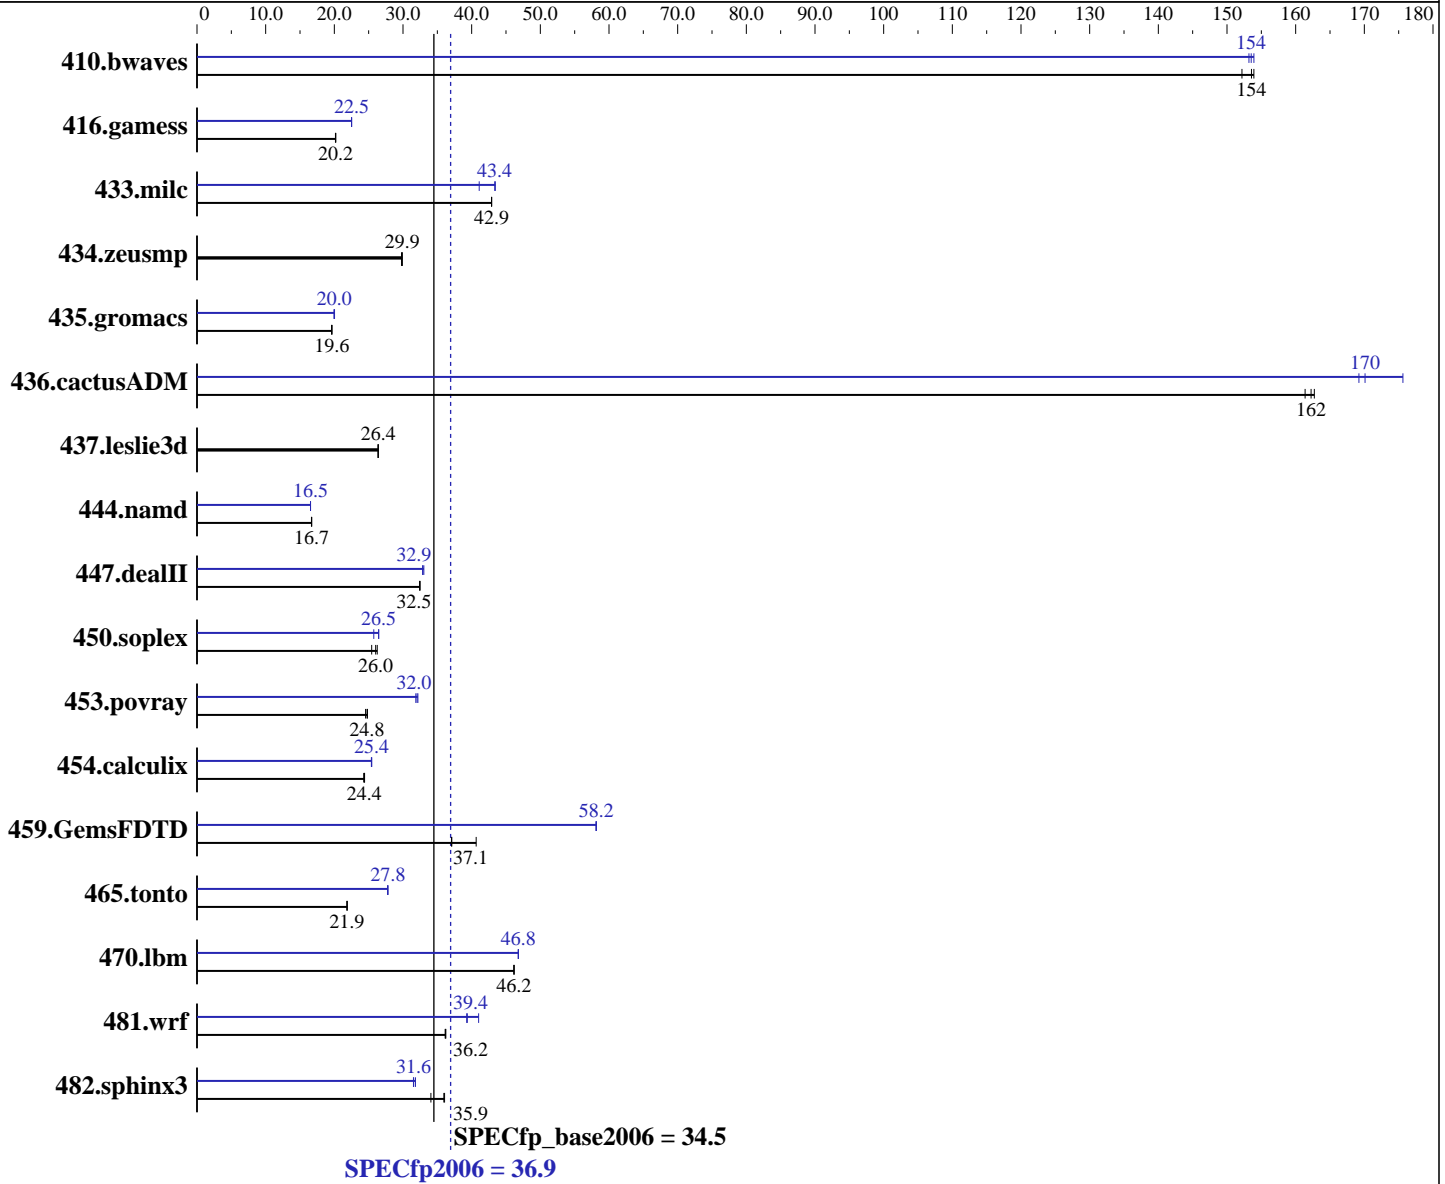 0 10.0 20.0 30.0 40.0 50.0 60.0 70.0 80.0 90.0 100 110 120 130 140 150 160 170 180
410.bwaves 154
154
416.gamess 22.5
20.2
433.milc 43.4
42.9
434.zeusmp 29.9
435.gromacs 20.0
19.6
436.cactusADM 170
162
437.leslie3d 26.4
444.namd 16.5
16.7
447.dealII 32.9
32.5
450.soplex 26.5
26.0
453.povray 32.0
24.8
454.calculix 25.4
24.4
459.GemsFDTD 58.2
37.1
465.tonto 27.8
21.9
470.lbm 46.8
46.2
481.wrf 39.4
36.2
482.sphinx3 31.6
35.9
SPECfp_base2006 = 34.5
SPECfp2006 = 36.9